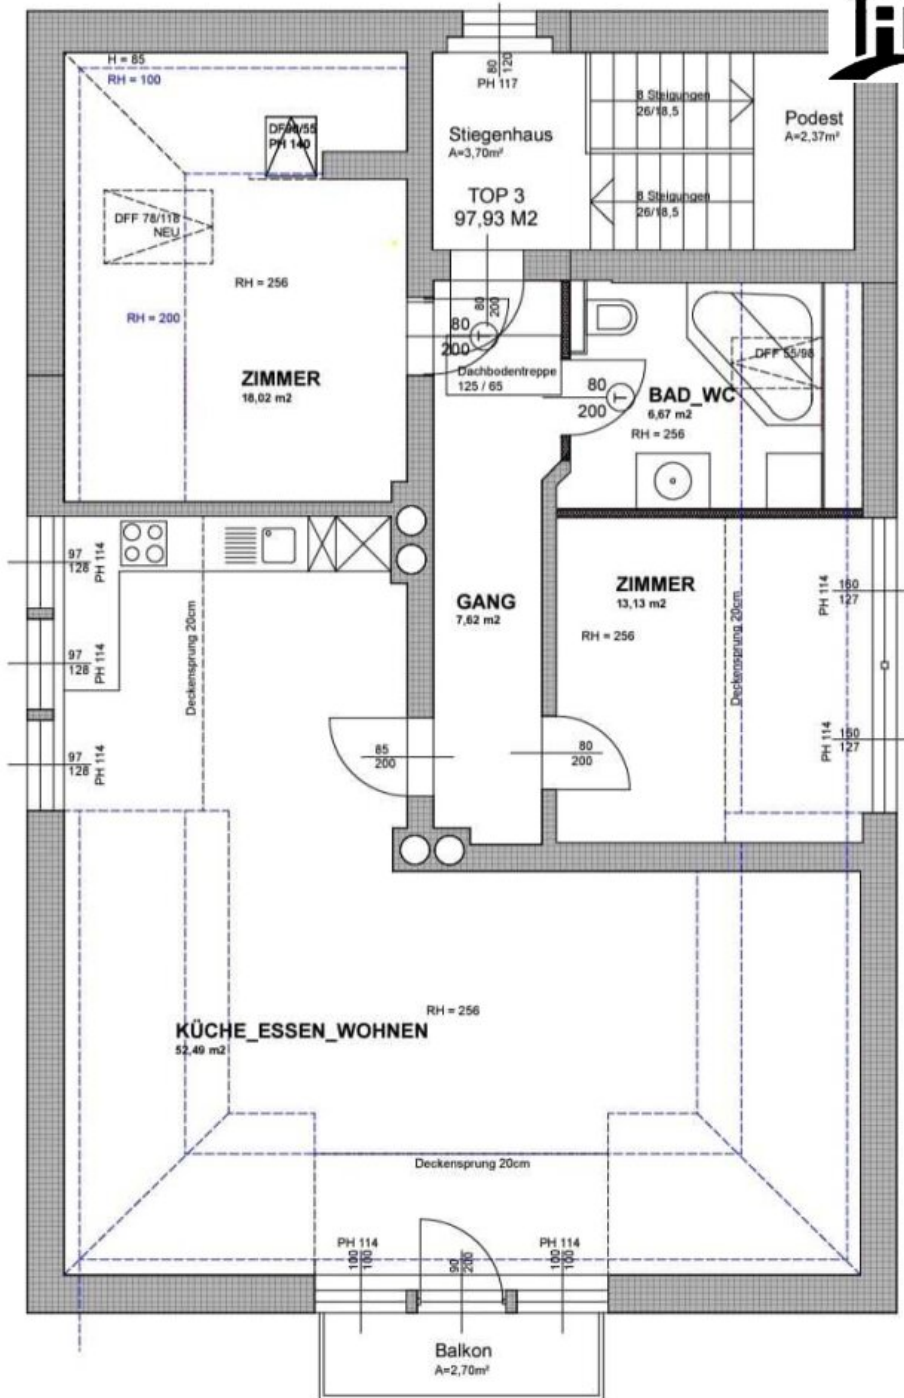 H = 85
RH = 100
DF98/55
PH 140
DFF 78/118
NEU
RH = 256
RH = 200
ZIMMER
18,02 m2
80
120
PH 117
Stiegenhaus
A=3,70m²
TOP 3
97,93 M2
8 Steigungen
26/18,5
8 Steigungen
26/18,5
Podest
A=2,37m²
80
200
80
200
T
Dachbodentreppe
125 / 65
80
200
T
BAD_WC
6,67 m2
RH = 256
DFF 55/98
97
128
PH 114
97
128
PH 114
97
128
PH 114
Deckensprung 20cm
GANG
7,62 m2
85
200
80
200
ZIMMER
13,13 m2
RH = 256
Deckensprung 20cm
PH 114
160
127
PH 114
160
127
RH = 256
KÜCHE_ESSEN_WOHNEN
52,49 m2
Deckensprung 20cm
PH 114
100
100
90
200
PH 114
100
100
Balkon
A=2,70m²